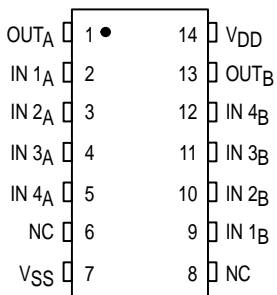 OUTA 1 14 VDD
IN 1A 2 13 OUTB
IN 2A 3 12 IN 4B
IN 3A 4 11 IN 3B
IN 4A 5 10 IN 2B
NC 6 9 IN 1B
VSS 7 8 NC